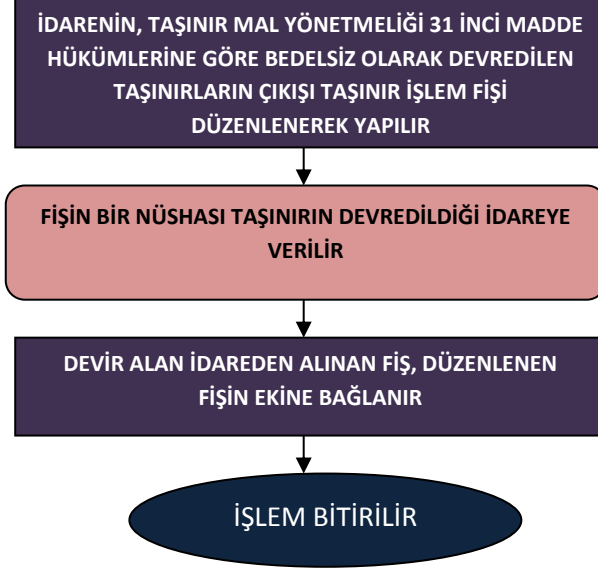 İDARENİN, TAŞINIR MAL YÖNETMELİĞİ 31 İNCİ MADDE
HÜKÜMLERİNE GÖRE BEDELSİZ OLARAK DEVREDİLEN
TAŞINIRLARIN ÇIKIŞI TAŞINIR İŞLEM FİŞİ
DÜZENLENEREK YAPILIR
FİŞİN BİR NÜSHASI TAŞINIRIN DEVREDİLDİĞİ İDAREYE
VERİLİR
DEVİR ALAN İDAREDEN ALINAN FİŞ, DÜZENLENEN
FİŞİN EKİNE BAĞLANIR
İŞLEM BİTİRİLİR